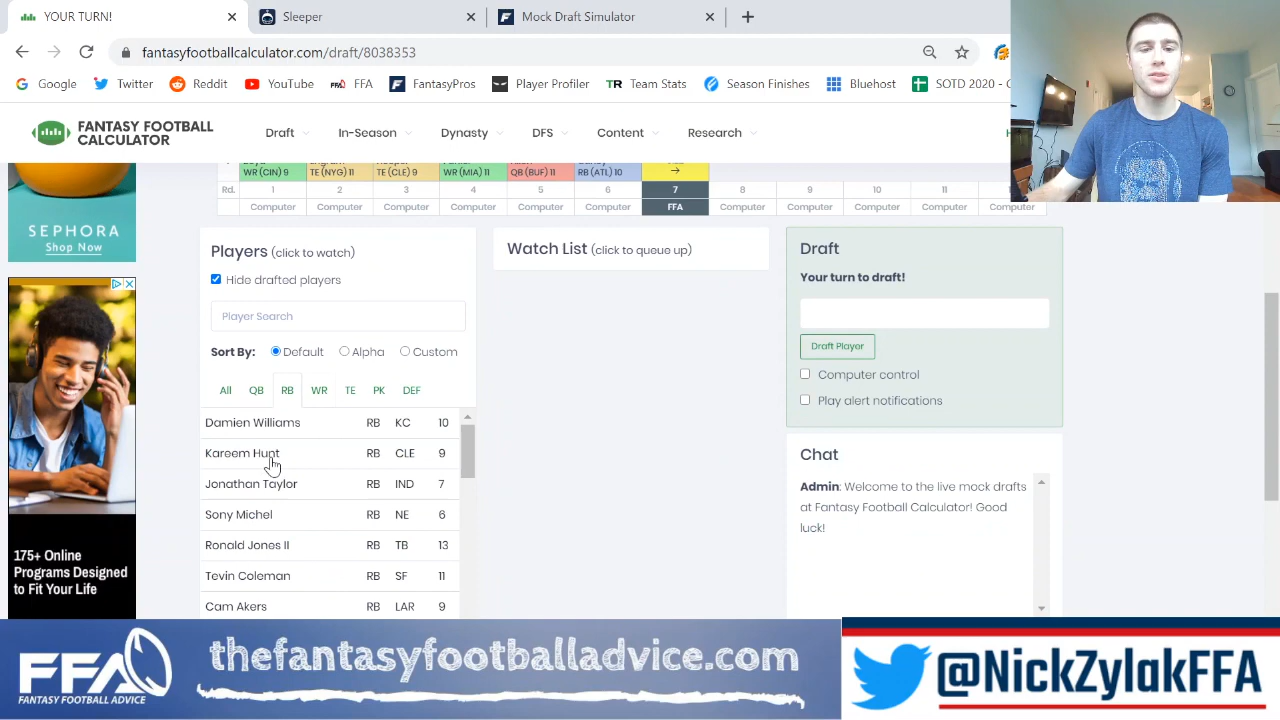 YOUR TURN! × Sleeper × Mock Draft Simulator × +
fantasyfootballcalculator.com/draft/8038353
Google Twitter Reddit YouTube FFA FantasyPros Player Profiler Team Stats Season Finishes Bluehost SOTD 2020 -
FANTASY FOOTBALL
CALCULATOR
Draft In-Season Dynasty DFS Content Research
WR (CIN) 9 TE (NYG) 11 TE (CLE) 9 WR (MIA) 11 QB (BUF) 11 RB (ATL) 10 →
Rd. 1 2 3 4 5 6 7 8 9 10 11
Computer Computer Computer Computer Computer Computer FFA Computer Computer Computer Computer Computer
SEPHORA
Shop Now
175+ Online
Programs Designed
to Fit Your Life
Players (click to watch)
Hide drafted players
Player Search
Sort By: Default Alpha Custom
All QB RB WR TE PK DEF
Damien Williams RB KC 10
Kareem Hunt RB CLE 9
Jonathan Taylor RB IND 7
Sony Michel RB NE 6
Ronald Jones II RB TB 13
Tevin Coleman RB SF 11
Cam Akers RB LAR 9
Watch List (click to queue up)
Draft
Your turn to draft!
Draft Player
Computer control
Play alert notifications
Chat
Admin: Welcome to the live mock drafts
at Fantasy Football Calculator! Good
luck!
FFA
FANTASY FOOTBALL ADVICE
thefantasyfootballadvice.com
@NickZylakFFA